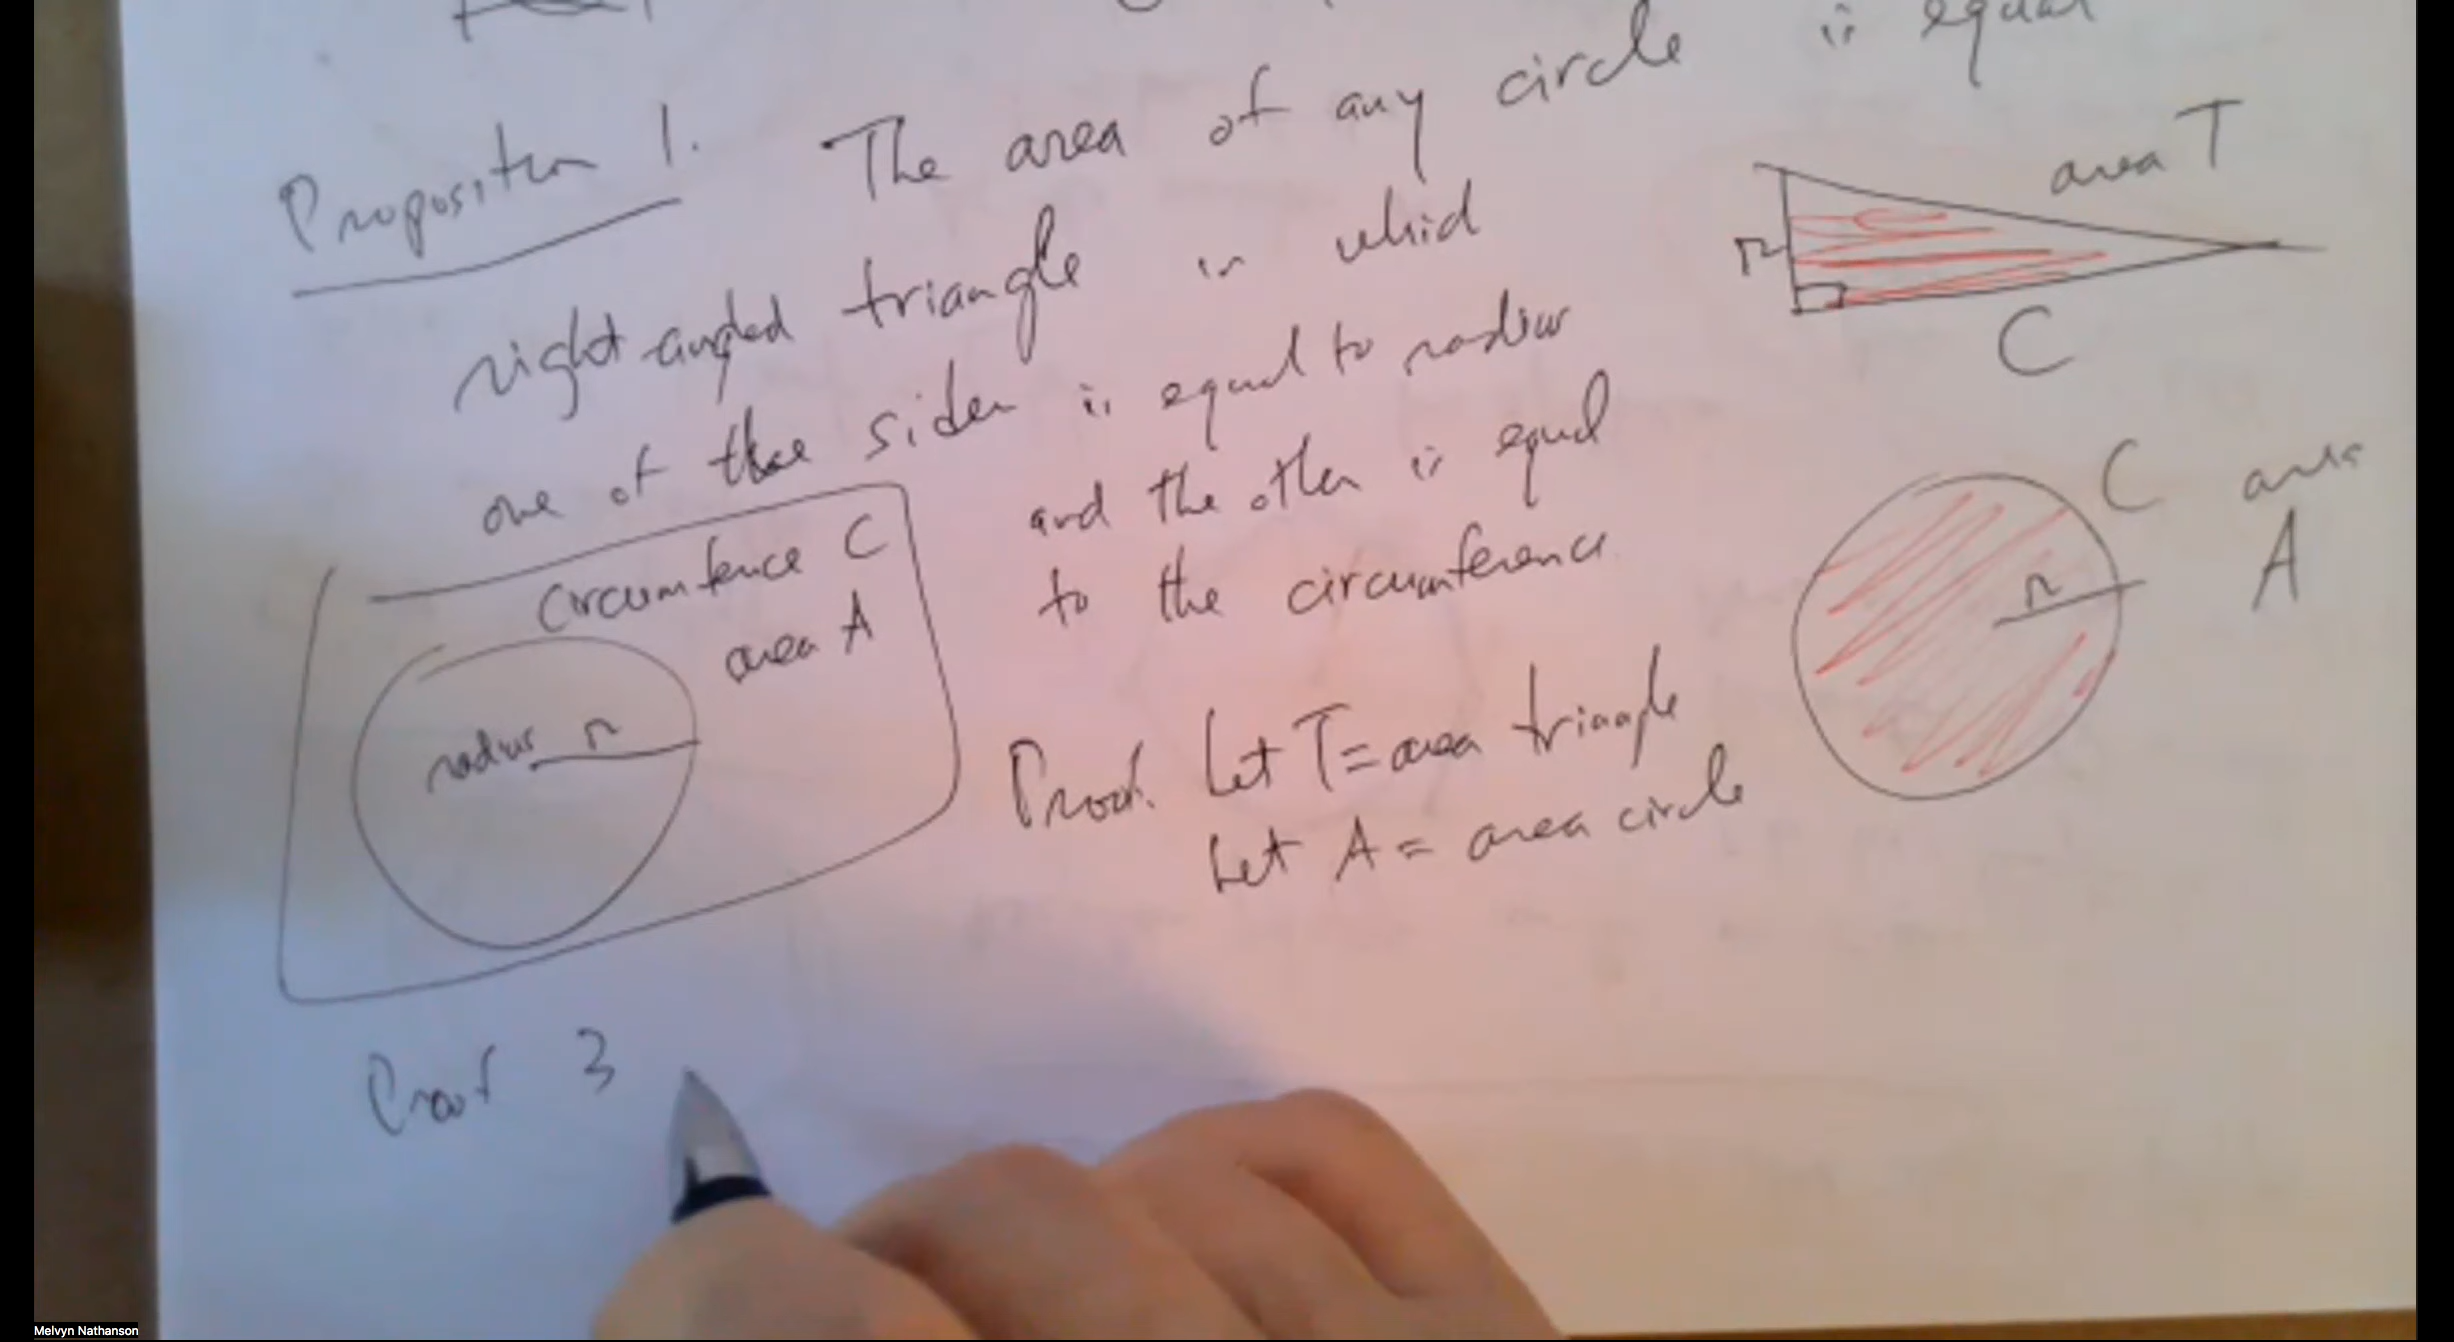 is equal
Proposition 1. The area of any circle
right-angled triangle in which
one of the sides is equal to radius
and the other is equal
to the circumference
area T
r
C
C area
A
r
Circumfence C
area A
radius r
Proof. Let T = area triangle
Let A = area circle
Proof 3
Melvyn Nathanson